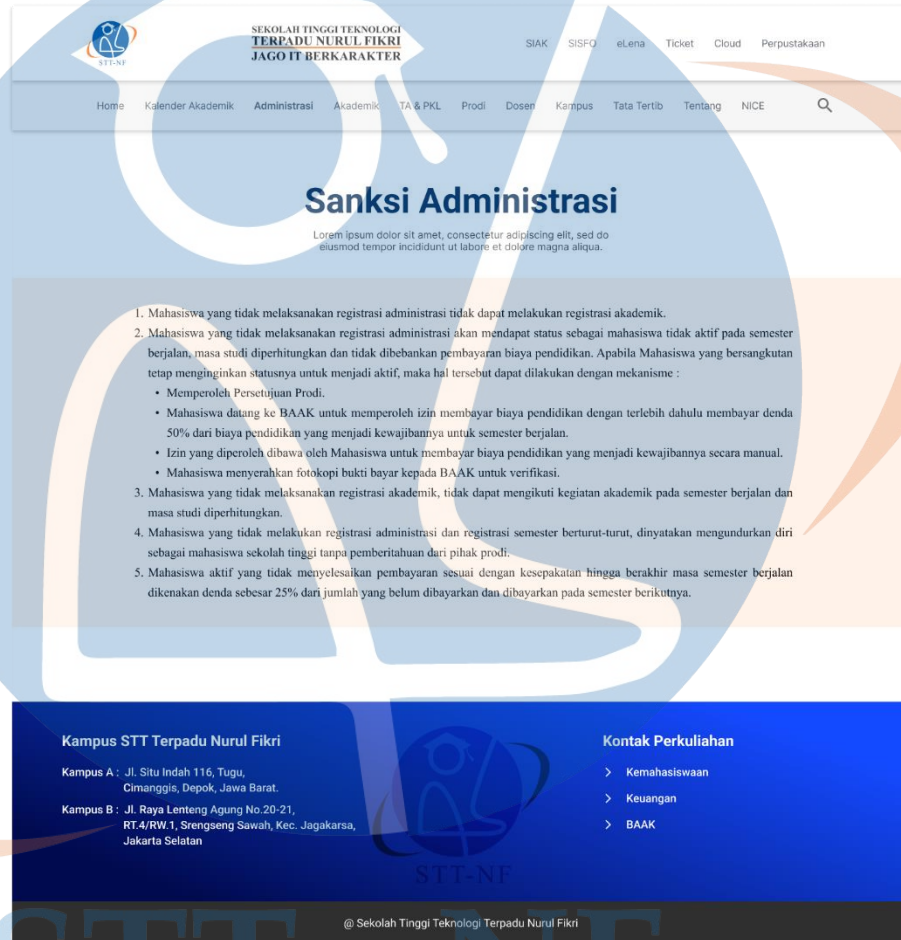 STT-NF
SEKOLAH TINGGI TEKNOLOGI
TERPADU NURUL FIKRI
JAGO IT BERKARAKTER
SIAK SISFO eLena Ticket Cloud Perpustakaan
Home Kalender Akademik Administrasi Akademik TA & PKL Prodi Dosen Kampus Tata Tertib Tentang NICE
Sanksi Administrasi
Lorem ipsum dolor sit amet, consectetur adipiscing elit, sed do
eiusmod tempor incididunt ut labore et dolore magna aliqua.
1. Mahasiswa yang tidak melaksanakan registrasi administrasi tidak dapat melakukan registrasi akademik.
2. Mahasiswa yang tidak melaksanakan registrasi administrasi akan mendapat status sebagai mahasiswa tidak aktif pada semester
berjalan, masa studi diperhitungkan dan tidak dibebankan pembayaran biaya pendidikan. Apabila Mahasiswa yang bersangkutan
tetap menginginkan statusnya untuk menjadi aktif, maka hal tersebut dapat dilakukan dengan mekanisme :
• Memperoleh Persetujuan Prodi.
• Mahasiswa datang ke BAAK untuk memperoleh izin membayar biaya pendidikan dengan terlebih dahulu membayar denda
50% dari biaya pendidikan yang menjadi kewajibannya untuk semester berjalan.
• Izin yang diperoleh dibawa oleh Mahasiswa untuk membayar biaya pendidikan yang menjadi kewajibannya secara manual.
• Mahasiswa menyerahkan fotokopi bukti bayar kepada BAAK untuk verifikasi.
3. Mahasiswa yang tidak melaksanakan registrasi akademik, tidak dapat mengikuti kegiatan akademik pada semester berjalan dan
masa studi diperhitungkan.
4. Mahasiswa yang tidak melakukan registrasi administrasi dan registrasi semester berturut-turut, dinyatakan mengundurkan diri
sebagai mahasiswa sekolah tinggi tanpa pemberitahuan dari pihak prodi.
5. Mahasiswa aktif yang tidak menyelesaikan pembayaran sesuai dengan kesepakatan hingga berakhir masa semester berjalan
dikenakan denda sebesar 25% dari jumlah yang belum dibayarkan dan dibayarkan pada semester berikutnya.
Kampus STT Terpadu Nurul Fikri
Kampus A : Jl. Situ Indah 116, Tugu,
Cimanggis, Depok, Jawa Barat.
Kampus B : Jl. Raya Lenteng Agung No.20-21,
RT.4/RW.1, Srengseng Sawah, Kec. Jagakarsa,
Jakarta Selatan
STT-NF
Kontak Perkuliahan
Kemahasiswaan
Keuangan
BAAK
@ Sekolah Tinggi Teknologi Terpadu Nurul Fikri
STT - NF